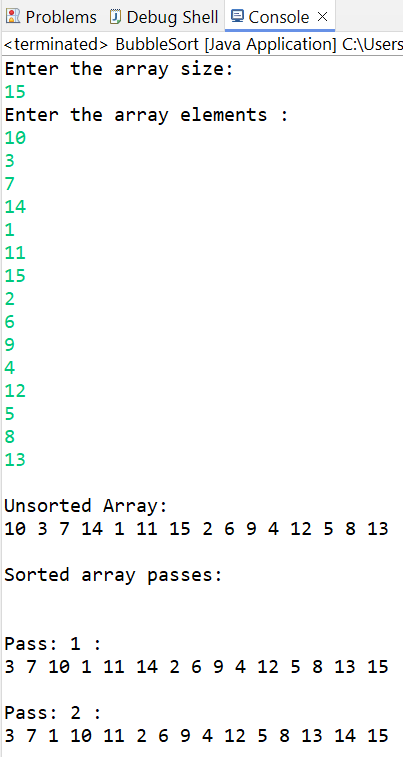 Problems Debug Shell Console
<terminated> BubbleSort [Java Application] C:\Users
Enter the array size:
15
Enter the array elements :
10
3
7
14
1
11
15
2
6
9
4
12
5
8
13
Unsorted Array:
10 3 7 14 1 11 15 2 6 9 4 12 5 8 13
Sorted array passes:
Pass: 1 :
3 7 10 1 11 14 2 6 9 4 12 5 8 13 15
Pass: 2 :
3 7 1 10 11 2 6 9 4 12 5 8 13 14 15